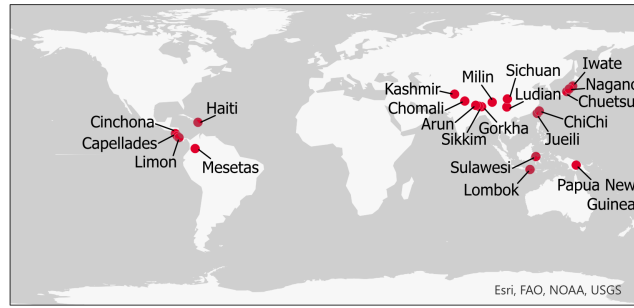 Iwate
Nagano
Chuetsu
Sichuan
Milin
Ludian
Kashmir
Chomali
Arun
Sikkim
Gorkha
ChiChi
Jueili
Haiti
Cinchona
Capellades
Limon
Mesetas
Sulawesi
Lombok
Papua New
Guinea
Esri, FAO, NOAA, USGS